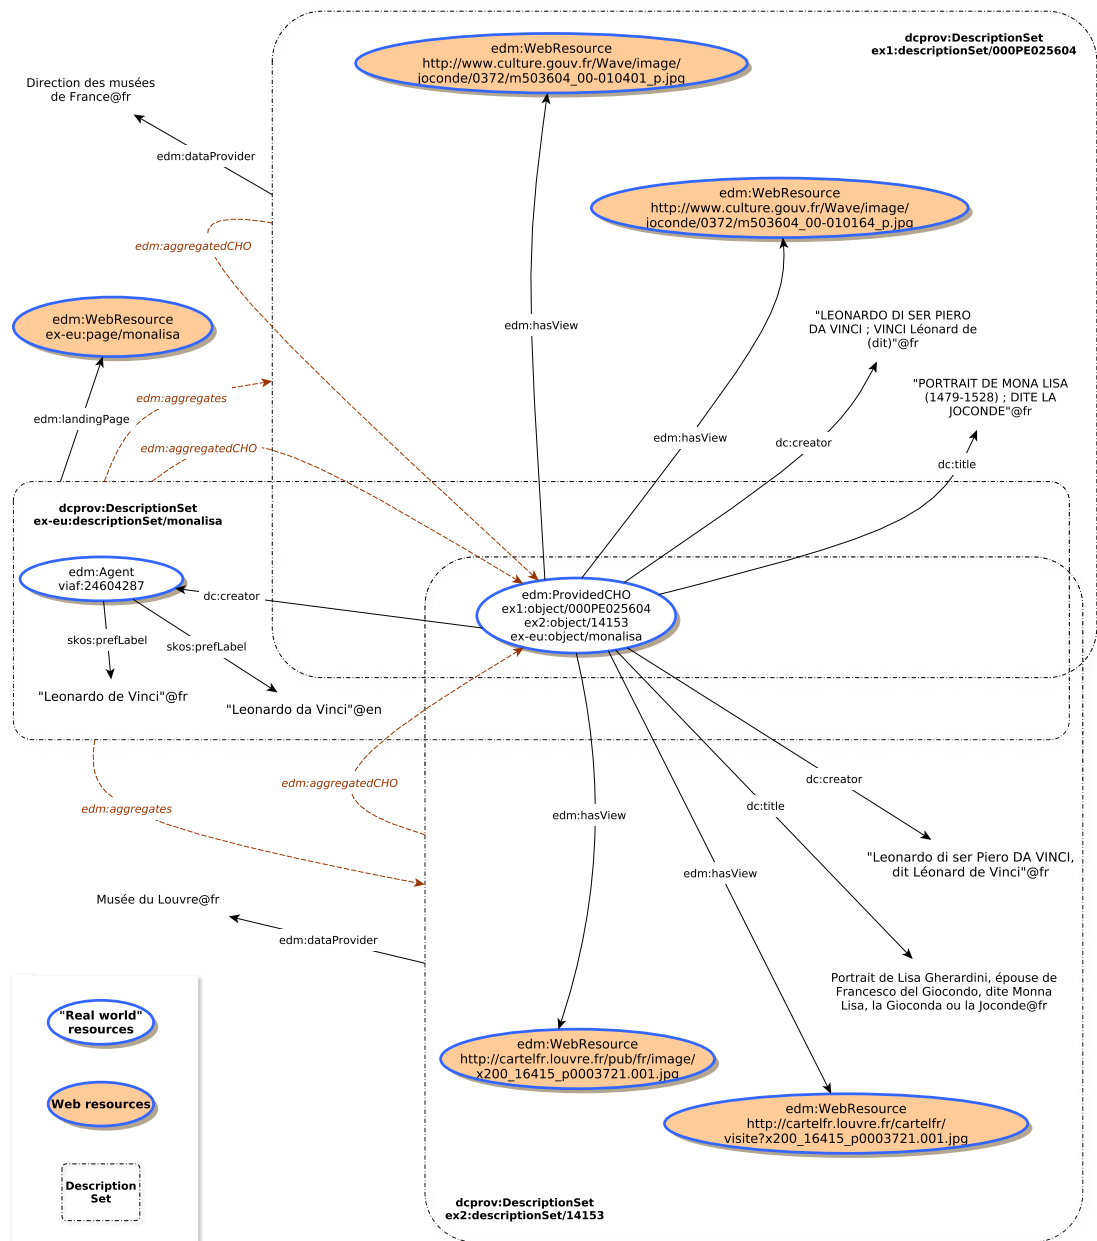 dcprov:DescriptionSet
ex1:descriptionSet/000PE025604
edm:WebResource
http://www.culture.gouv.fr/Wave/image/
joconde/0372/m503604_00-010401_p.jpg
Direction des musées
de France@fr
edm:dataProvider
edm:WebResource
http://www.culture.gouv.fr/Wave/image/
joconde/0372/m503604_00-010164_p.jpg
edm:aggregatedCHO
edm:WebResource
ex-eu:page/monalisa
edm:hasView
"LEONARDO DI SER PIERO
DA VINCI ; VINCI Léonard de
(dit)"@fr
"PORTRAIT DE MONA LISA
(1479-1528) ; DITE LA
JOCONDE"@fr
edm:aggregates
edm:landingPage
edm:aggregatedCHO
edm:hasView
dc:creator
dc:title
dcprov:DescriptionSet
ex-eu:descriptionSet/monalisa
edm:Agent
viaf:24604287
dc:creator
edm:ProvidedCHO
ex1:object/000PE025604
ex2:object/14153
ex-eu:object/monalisa
skos:prefLabel
skos:prefLabel
"Leonardo de Vinci"@fr
"Leonardo da Vinci"@en
edm:aggregatedCHO
edm:aggregates
dc:creator
dc:title
edm:hasView
edm:hasView
"Leonardo di ser Piero DA VINCI,
dit Léonard de Vinci"@fr
Musée du Louvre@fr
edm:dataProvider
Portrait de Lisa Gherardini, épouse de
Francesco del Giocondo, dite Monna
Lisa, la Gioconda ou la Joconde@fr
edm:WebResource
http://cartelfr.louvre.fr/pub/fr/image/
x200_16415_p0003721.001.jpg
edm:WebResource
http://cartelfr.louvre.fr/cartelfr/
visite?x200_16415_p0003721.001.jpg
dcprov:DescriptionSet
ex2:descriptionSet/14153
"Real world"
resources
Web resources
Description
Set